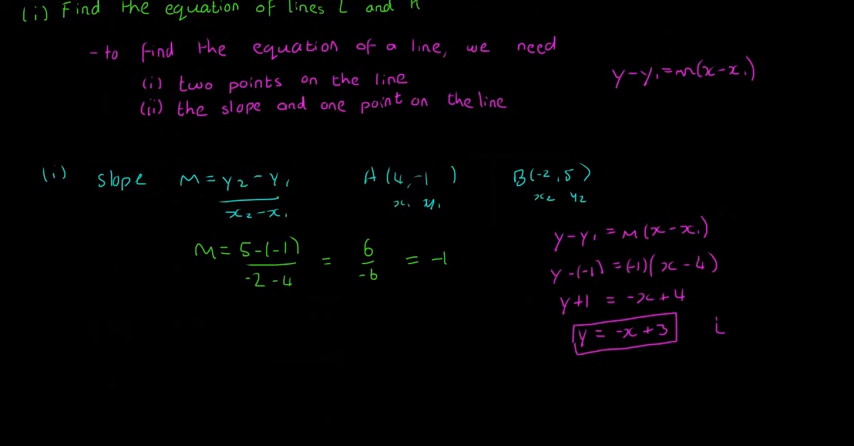 (i) Find the equation of lines L and K
- to find the equation of a line, we need
(i) two points on the line
(ii) the slope and one point on the line
y-y₁=m(x-x₁)
(i) slope M = y₂ - y₁ / x₂ - x₁
A (4, -1)
x₁ y₁
B(-2, 5)
x₂ y₂
M = 5-(-1) / -2 -4 = 6 / -6 = -1
y-y₁ = m(x-x₁)
y-(-1) = (-1)(x-4)
y+1 = -x+4
y = -x+3 L